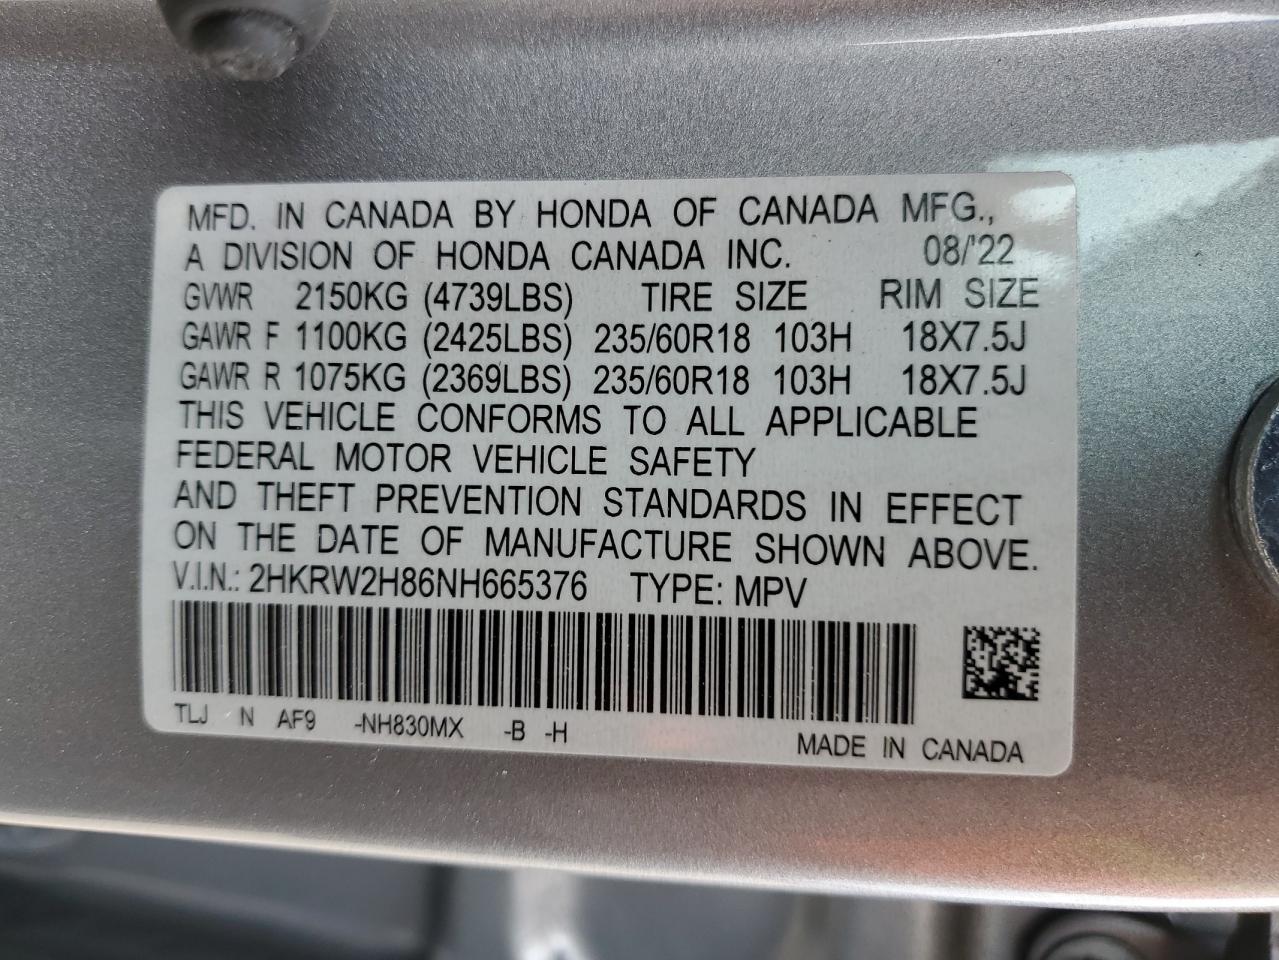 MFD. IN CANADA BY HONDA OF CANADA MFG.,
A DIVISION OF HONDA CANADA INC. 08/'22
GVWR 2150KG (4739LBS) TIRE SIZE RIM SIZE
GAWR F 1100KG (2425LBS) 235/60R18 103H 18X7.5J
GAWR R 1075KG (2369LBS) 235/60R18 103H 18X7.5J
THIS VEHICLE CONFORMS TO ALL APPLICABLE
FEDERAL MOTOR VEHICLE SAFETY
AND THEFT PREVENTION STANDARDS IN EFFECT
ON THE DATE OF MANUFACTURE SHOWN ABOVE.
V.I.N.: 2HKRW2H86NH665376 TYPE: MPV
TLJ N AF9 -NH830MX -B -H
MADE IN CANADA